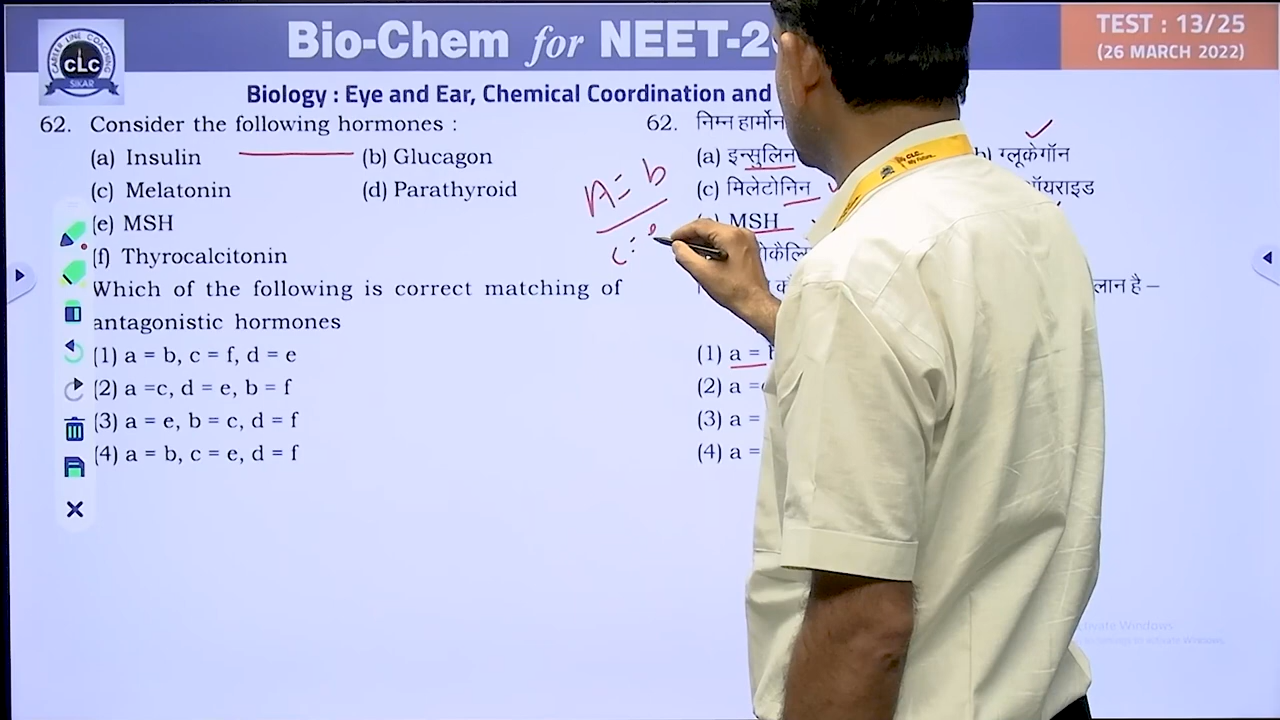 Bio-Chem for NEET-2
TEST : 13/25
(26 MARCH 2022)
CAREER LINE COACHING
CLC
SIKAR
Biology : Eye and Ear, Chemical Coordination and
62. Consider the following hormones :
(a) Insulin (b) Glucagon
(c) Melatonin (d) Parathyroid
(e) MSH
(f) Thyrocalcitonin
Which of the following is correct matching of
antagonistic hormones
(1) a = b, c = f, d = e
(2) a =c, d = e, b = f
(3) a = e, b = c, d = f
(4) a = b, c = e, d = f
A = b
c = e
62. निम्न हार्मोन
(a) इन्सुलिन b) ग्लूकेगॉन
(c) मिलेटोनिन
MSH
(1) a =
(2) a =
(3) a =
(4) a =
CLC